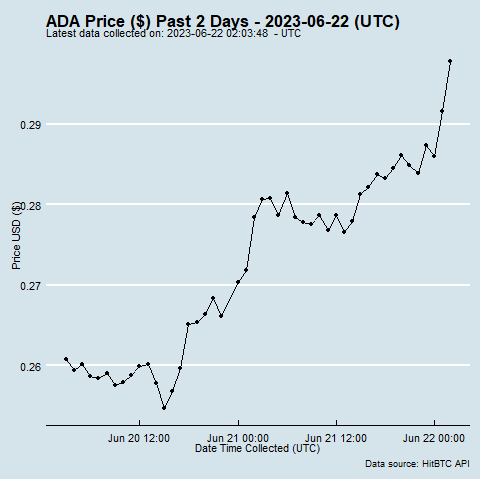 ADA Price ($) Past 2 Days - 2023-06-22 (UTC)
Latest data collected on: 2023-06-22 02:03:48 - UTC
0.29
0.28
0.27
0.26
Price USD ($)
Jun 20 12:00
Jun 21 00:00
Jun 21 12:00
Jun 22 00:00
Date Time Collected (UTC)
Data source: HitBTC API